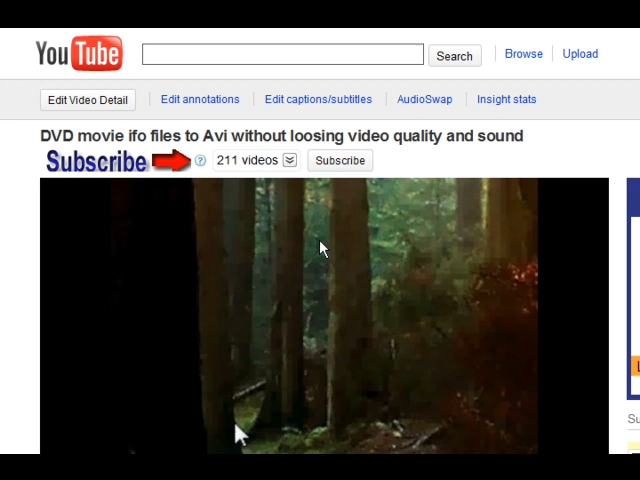 YouTube Search Browse Upload
Edit Video Detail Edit annotations Edit captions/subtitles AudioSwap Insight stats
DVD movie ifo files to Avi without loosing video quality and sound
Subscribe ? 211 videos Subscribe
Su